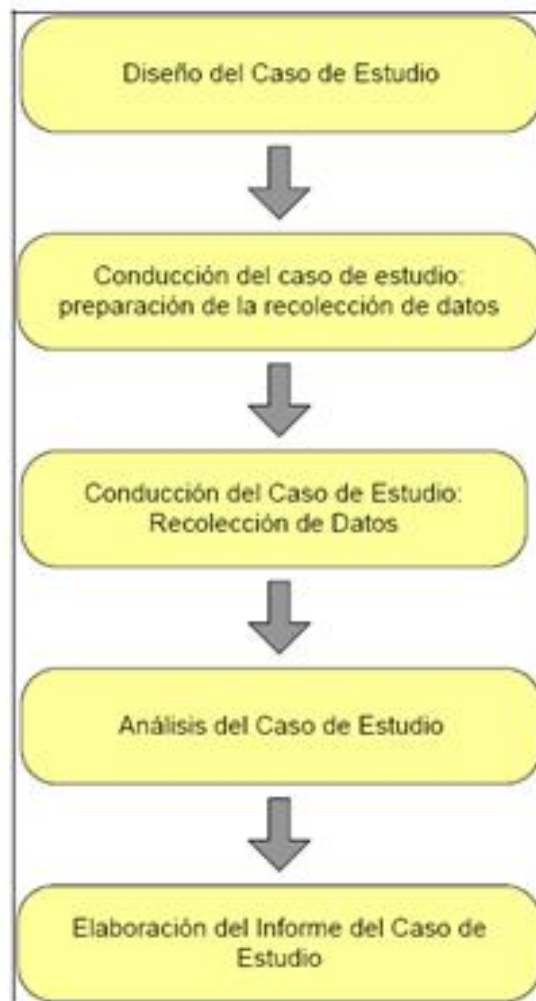 Diseño del Caso de Estudio
Conducción del caso de estudio:
preparación de la recolección de datos
Conducción del Caso de Estudio:
Recolección de Datos
Análisis del Caso de Estudio
Elaboración del Informe del Caso de
Estudio